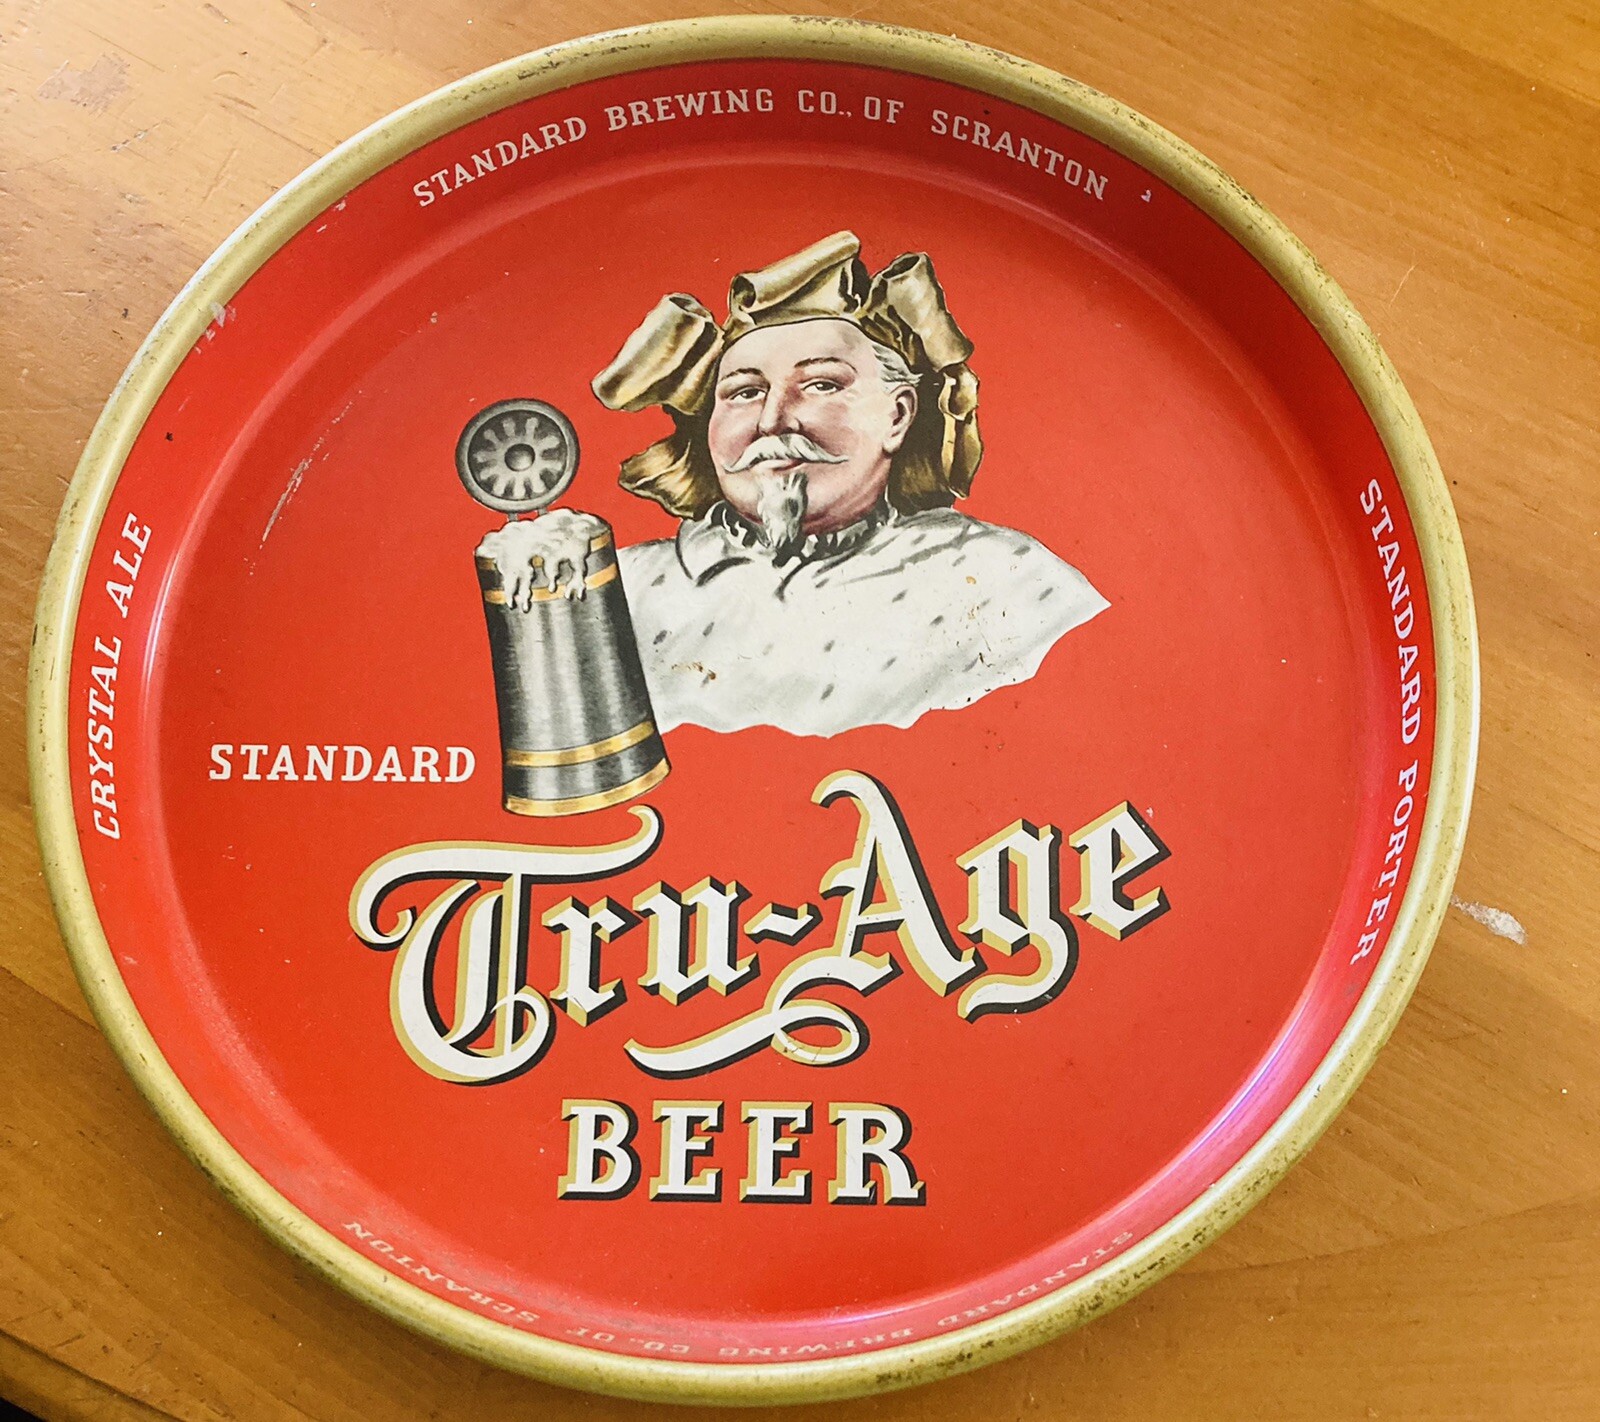 STANDARD BREWING CO., OF SCRANTON
CRYSTAL ALE
STANDARD PORTER
STANDARD
Tru-Age
BEER
STANDARD BREWING CO., OF SCRANTON